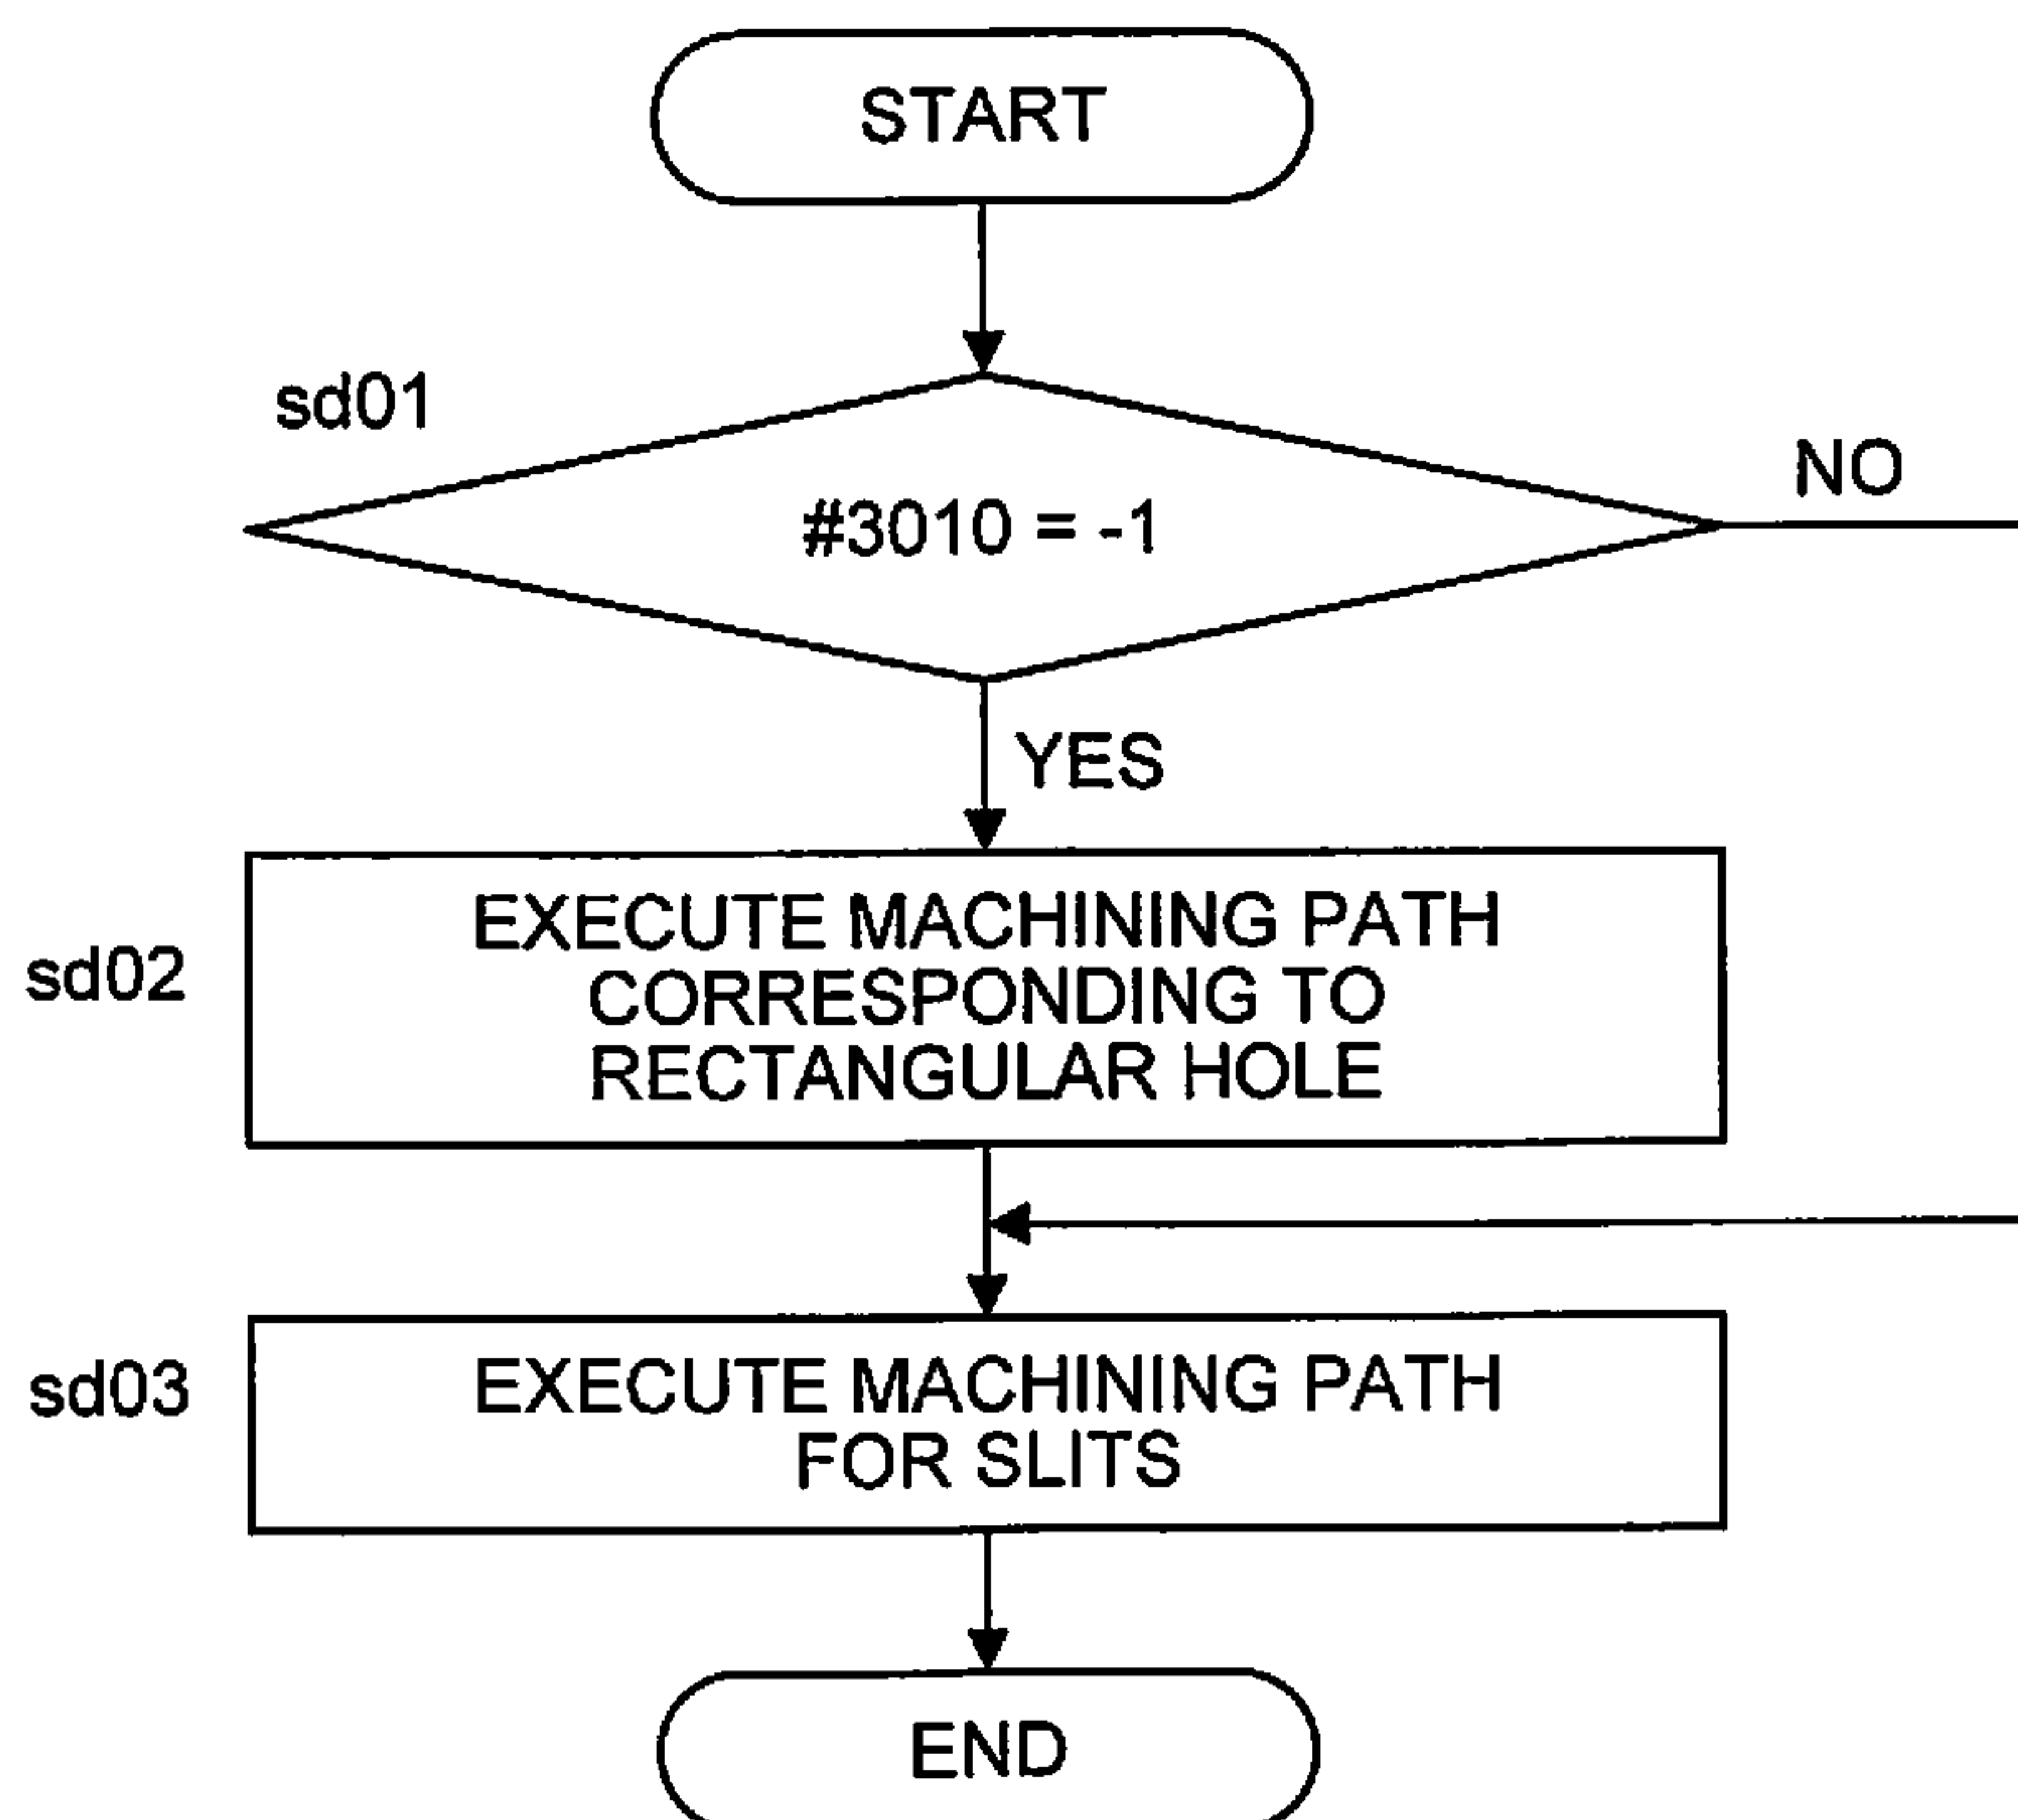 START
sd01
#3010 = -1
NO
YES
sd02
EXECUTE MACHINING PATH
CORRESPONDING TO
RECTANGULAR HOLE
sd03
EXECUTE MACHINING PATH
FOR SLITS
END